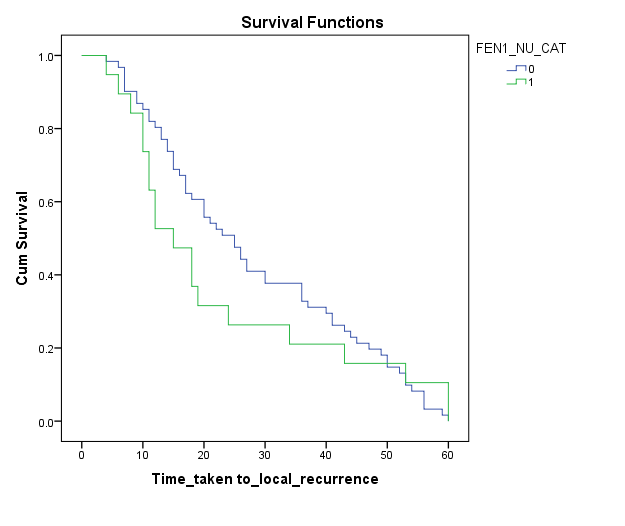 Survival Functions
FEN1_NU_CAT
0
1
1.0
0.8
0.6
0.4
0.2
0.0
Cum Survival
0 10 20 30 40 50 60
Time_taken to_local_recurrence